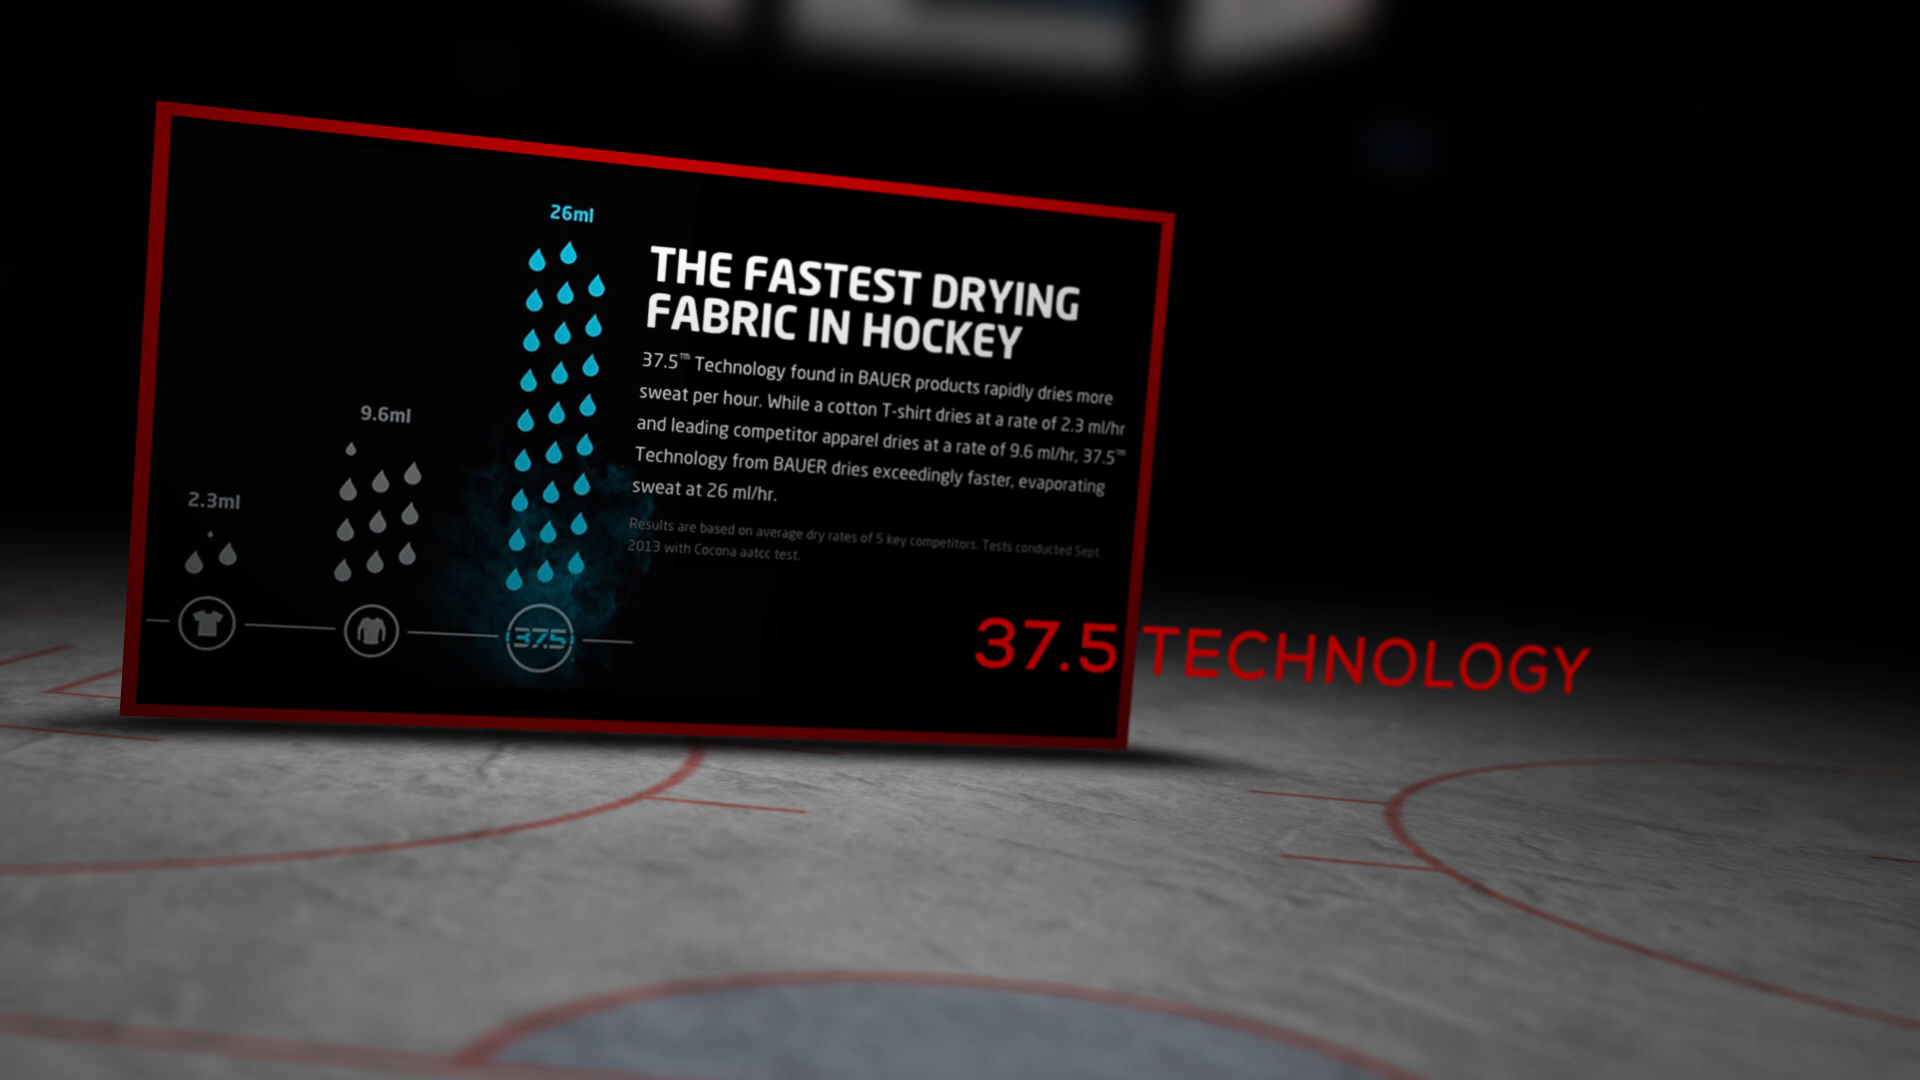 26ml
THE FASTEST DRYING
FABRIC IN HOCKEY
37.5™ Technology found in BAUER products rapidly dries more
sweat per hour. While a cotton T-shirt dries at a rate of 2.3 ml/hr
and leading competitor apparel dries at a rate of 9.6 ml/hr, 37.5™
Technology from BAUER dries exceedingly faster, evaporating
sweat at 26 ml/hr.
Results are based on average dry rates of 5 key competitors. Tests conducted Sept.
2013 with Cocona aatcc test.
9.6ml
2.3ml
37.5
37.5 TECHNOLOGY